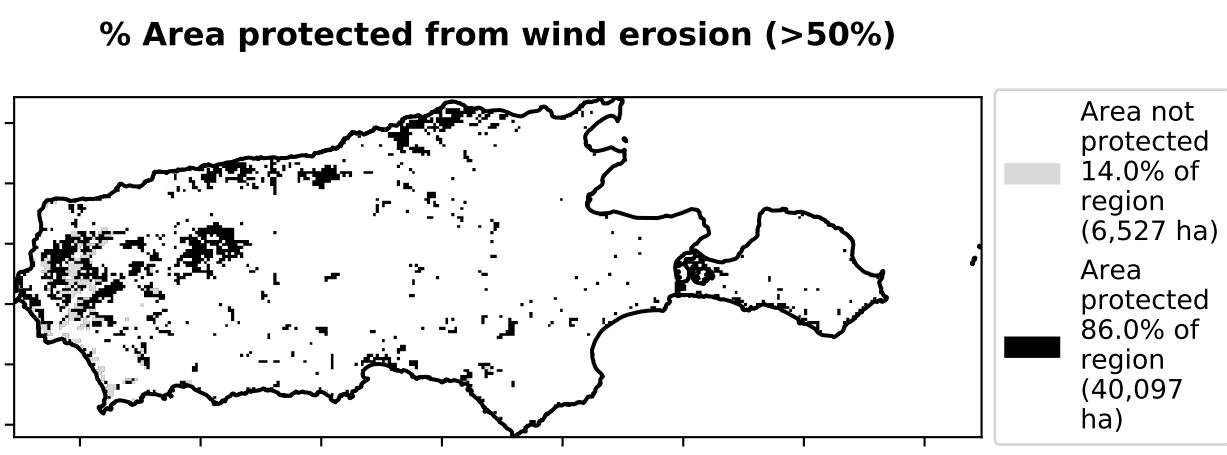 % Area protected from wind erosion (>50%)
Area not
protected
14.0% of
region
(6,527 ha)
Area
protected
86.0% of
region
(40,097
ha)